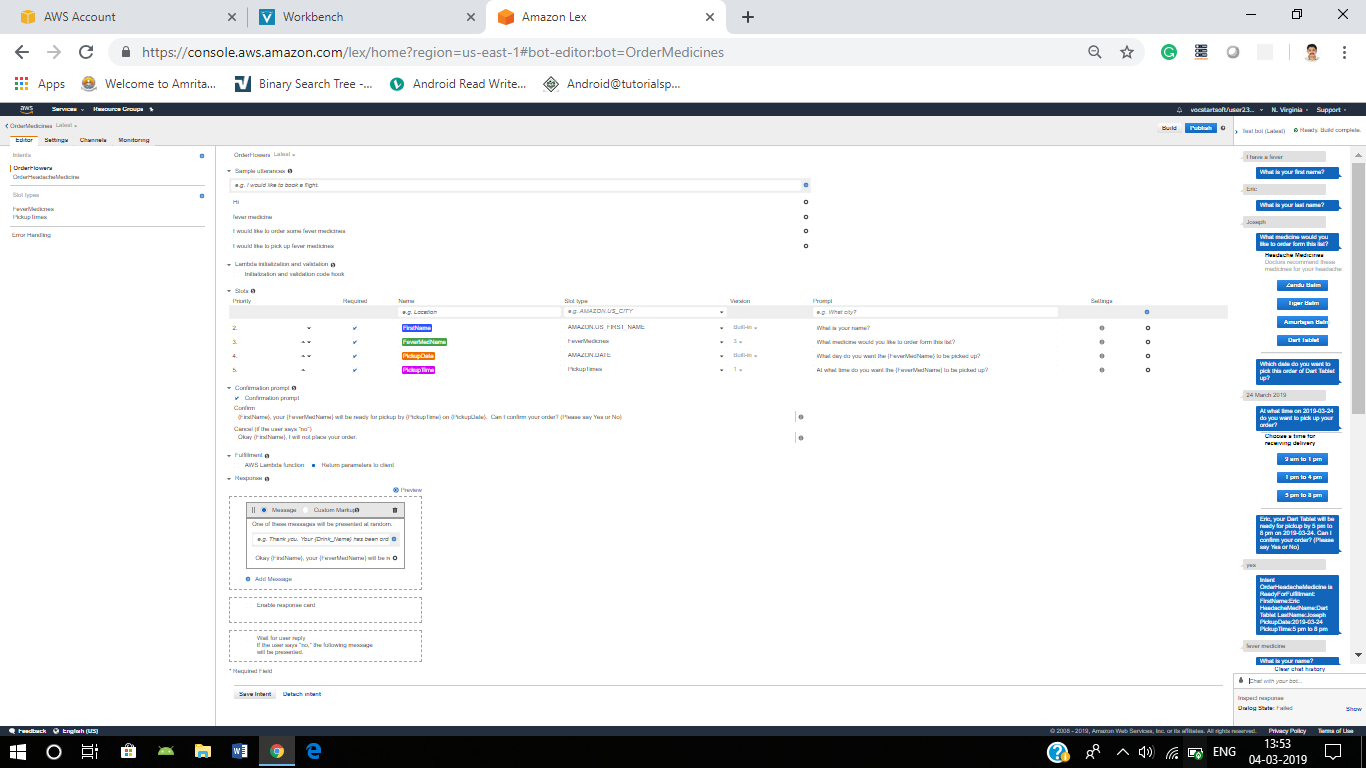 AWS Account
Workbench
Amazon Lex
https://console.aws.amazon.com/lex/home?region=us-east-1#bot-editor:bot=OrderMedicines
Apps
Welcome to Amrita...
Binary Search Tree -...
Android Read Write...
Android@tutorialsp...
aws Services Resource Groups
vocstartsoft/user23... N. Virginia Support
OrderMedicines Latest
Build Publish
Editor Settings Channels Monitoring
Intents
OrderFlowers
OrderHeadacheMedicine
Slot types
FeverMedicines
PickupTimes
Error Handling
OrderFlowers Latest
Sample utterances
e.g. I would like to book a flight.
Hi
fever medicine
I would like to order some fever medicines
I would like to pick up fever medicines
Lambda initialization and validation
Initialization and validation code hook
Slots
Priority Required Name Slot type Version Prompt Settings
e.g. Location e.g. AMAZON.US_CITY e.g. What city?
2. FirstName AMAZON.US_FIRST_NAME Built-in What is your name?
3. FeverMedName FeverMedicines 3 What medicine would you like to order form this list?
4. PickupDate AMAZON.DATE Built-in What day do you want the {FeverMedName} to be picked up?
5. PickupTime PickupTimes 1 At what time do you want the {FeverMedName} to be picked up?
Confirmation prompt
Confirmation prompt
Confirm
{FirstName}, your {FeverMedName} will be ready for pickup by {PickupTime} on {PickupDate}. Can I confirm your order? (Please say Yes or No)
Cancel (if the user says "no")
Okay {FirstName}, I will not place your order.
Fulfillment
AWS Lambda function Return parameters to client
Response
Preview
Message Custom Markup
One of these messages will be presented at random.
e.g. Thank you. Your {Drink_Name} has been ord
Okay {FirstName}, your {FeverMedName} will be re
Add Message
Enable response card
Wait for user reply
If the user says "no," the following message
will be presented.
* Required Field
Save Intent Detach intent
Test bot (Latest) Ready. Build complete.
I have a fever
What is your first name?
Eric
What is your last name?
Joseph
What medicine would you
like to order form this list?
Headache Medicines
Doctors recommend these
medicines for your headache
Zandu Balm
Tiger Balm
Amurtajan Balm
Dart Tablet
Which date do you want to
pick this order of Dart Tablet
up?
24 March 2019
At what time on 2019-03-24
do you want to pick up your
order?
Choose a time for
receiving delivery
9 am to 1 pm
1 pm to 4 pm
5 pm to 8 pm
Eric, your Dart Tablet will be
ready for pickup by 5 pm to
8 pm on 2019-03-24. Can I
confirm your order? (Please
say Yes or No)
yes
Intent
OrderHeadacheMedicine is
ReadyForFulfillment:
FirstName:Eric
HeadacheMedName:Dart
Tablet LastName:Joseph
PickupDate:2019-03-24
PickupTime:5 pm to 8 pm
fever medicine
What is your name?
Clear chat history
Chat with your bot...
Inspect response
Dialog State: Failed Show
Feedback English (US)
© 2008 - 2019, Amazon Web Services, Inc. or its affiliates. All rights reserved. Privacy Policy Terms of Use
ENG
13:53
04-03-2019